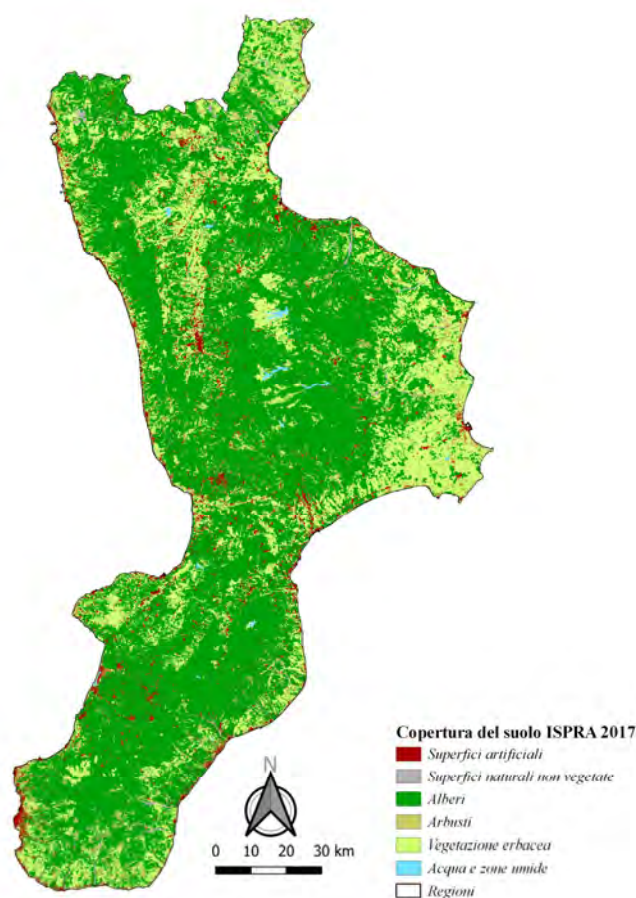 Copertura del suolo ISPRA 2017
Superfici artificiali
Superfici naturali non vegetate
Alberi
Arbusti
Vegetazione erbacea
Acqua e zone umide
Regioni
N
0 10 20 30 km